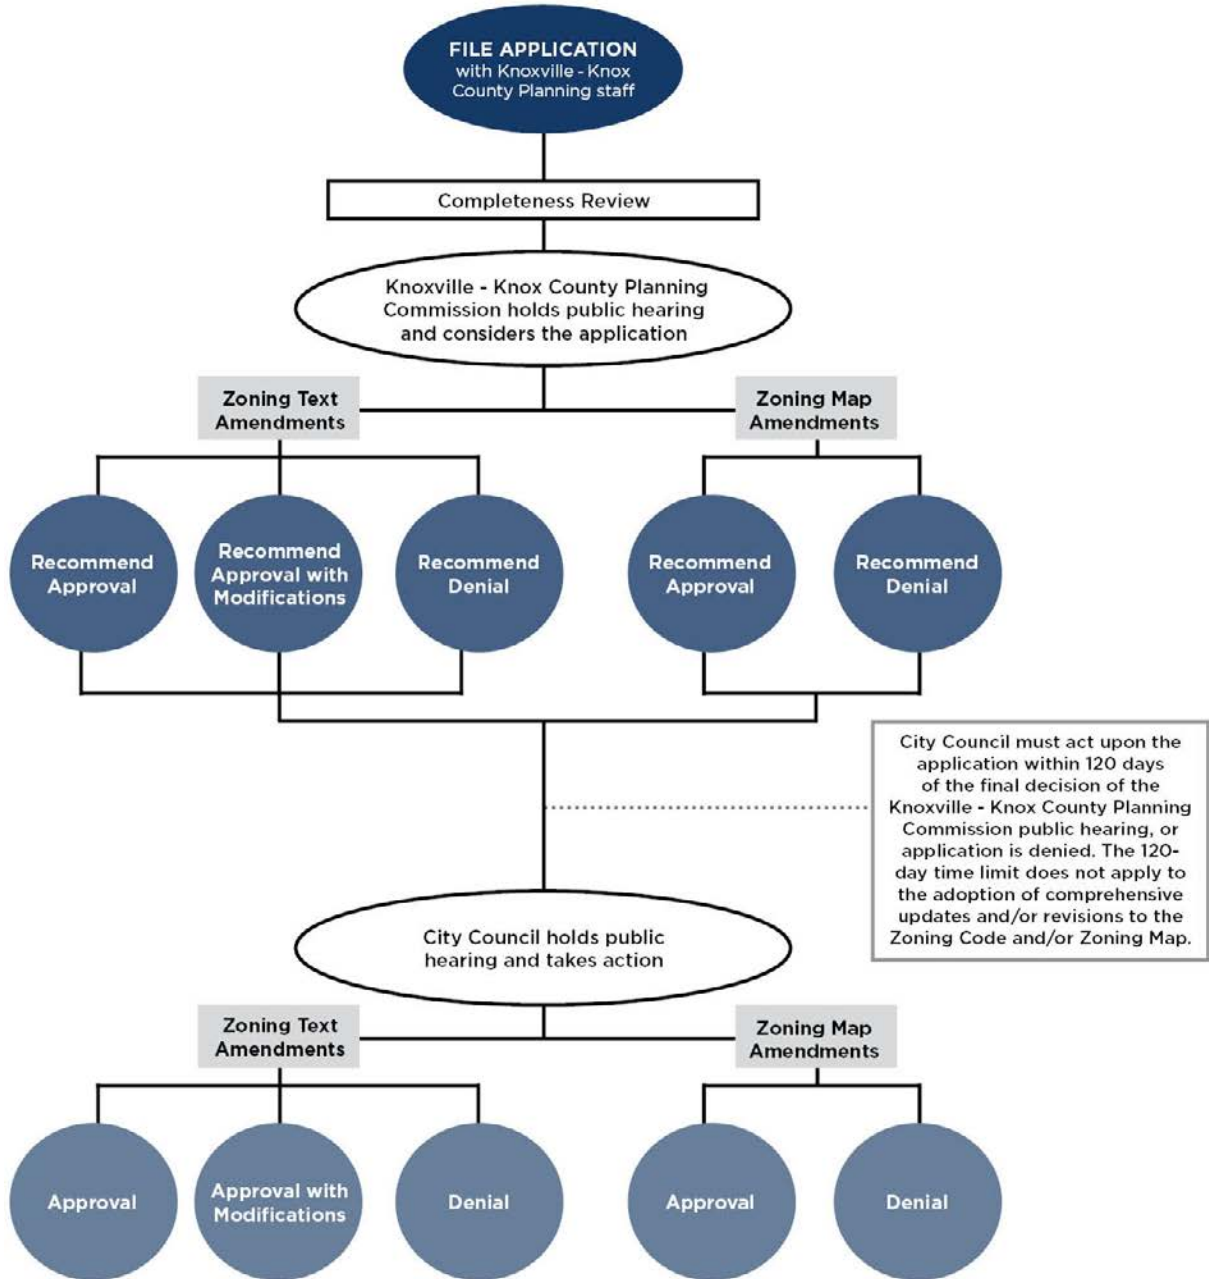 FILE APPLICATION
with Knoxville - Knox
County Planning staff
Completeness Review
Knoxville - Knox County Planning
Commission holds public hearing
and considers the application
Zoning Text
Amendments
Zoning Map
Amendments
Recommend
Approval
Recommend
Approval with
Modifications
Recommend
Denial
Recommend
Approval
Recommend
Denial
City Council must act upon the
application within 120 days
of the final decision of the
Knoxville - Knox County Planning
Commission public hearing, or
application is denied. The 120-
day time limit does not apply to
the adoption of comprehensive
updates and/or revisions to the
Zoning Code and/or Zoning Map.
City Council holds public
hearing and takes action
Zoning Text
Amendments
Zoning Map
Amendments
Approval
Approval with
Modifications
Denial
Approval
Denial